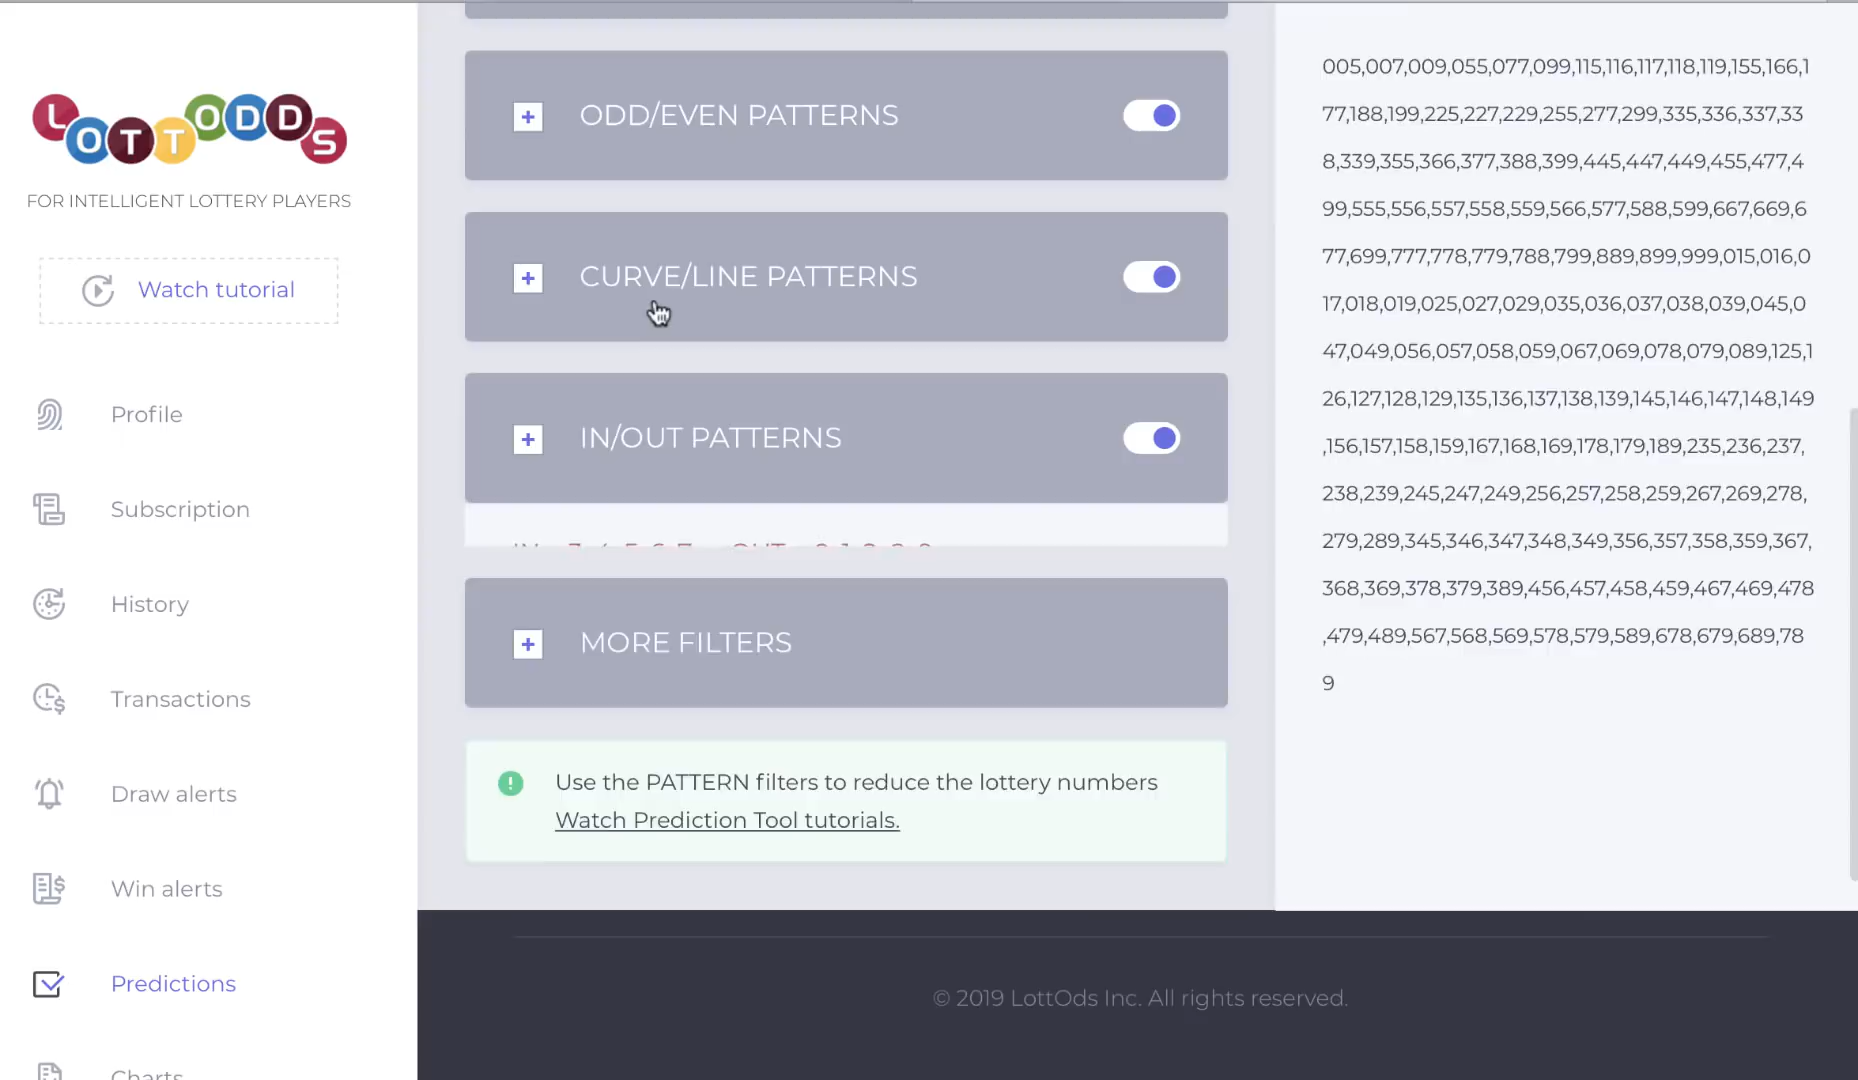 LOTTODDS
FOR INTELLIGENT LOTTERY PLAYERS
Watch tutorial
Profile
Subscription
History
Transactions
Draw alerts
Win alerts
Predictions
Charts
ODD/EVEN PATTERNS
CURVE/LINE PATTERNS
IN/OUT PATTERNS
MORE FILTERS
Use the PATTERN filters to reduce the lottery numbers
Watch Prediction Tool tutorials.
005,007,009,055,077,099,115,116,117,118,119,155,166,1
77,188,199,225,227,229,255,277,299,335,336,337,33
8,339,355,366,377,388,399,445,447,449,455,477,4
99,555,556,557,558,559,566,577,588,599,667,669,6
77,699,777,778,779,788,799,889,899,999,015,016,0
17,018,019,025,027,029,035,036,037,038,039,045,0
47,049,056,057,058,059,067,069,078,079,089,125,1
26,127,128,129,135,136,137,138,139,145,146,147,148,149
,156,157,158,159,167,168,169,178,179,189,235,236,237,
238,239,245,247,249,256,257,258,259,267,269,278,
279,289,345,346,347,348,349,356,357,358,359,367,
368,369,378,379,389,456,457,458,459,467,469,478
,479,489,567,568,569,578,579,589,678,679,689,78
9
© 2019 LottOds Inc. All rights reserved.